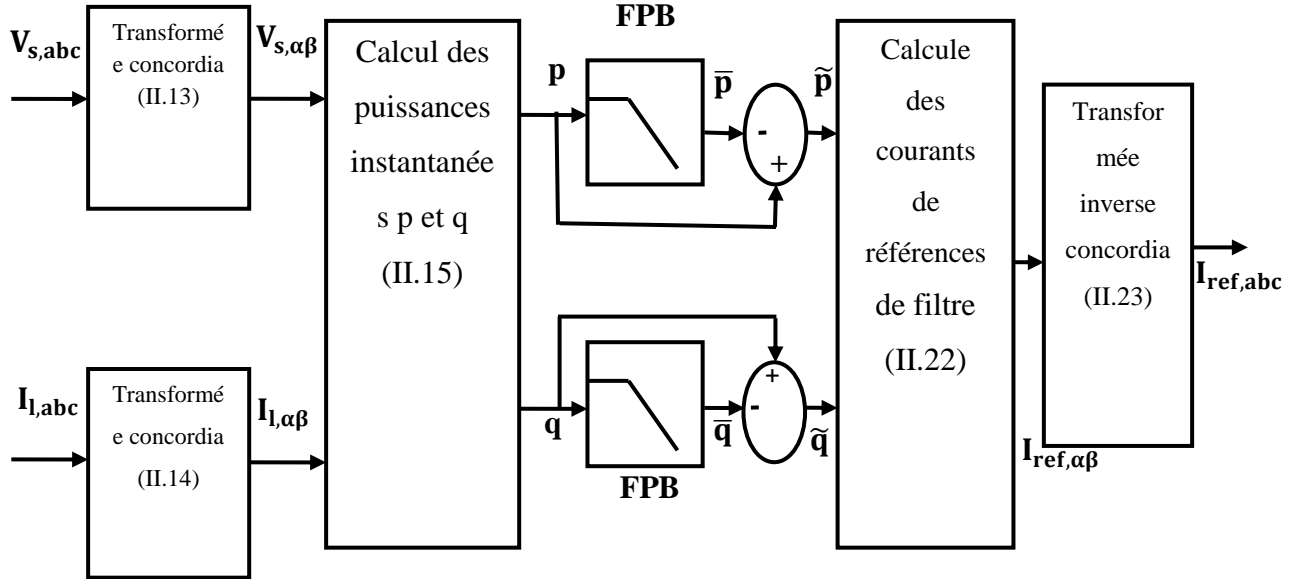 V_s,abc
Transformé
e concordia
(II.13)
V_s,αβ
Calcul des
puissances
instantanée
s p et q
(II.15)
FPB
p
p̅
-
+
p̃
Calcule
des
courants
de
références
de filtre
(II.22)
Transfor
mée
inverse
concordia
(II.23)
I_ref,abc
I_l,abc
Transformé
e concordia
(II.14)
I_l,αβ
q
FPB
q̅
+
-
q̃
I_ref,αβ